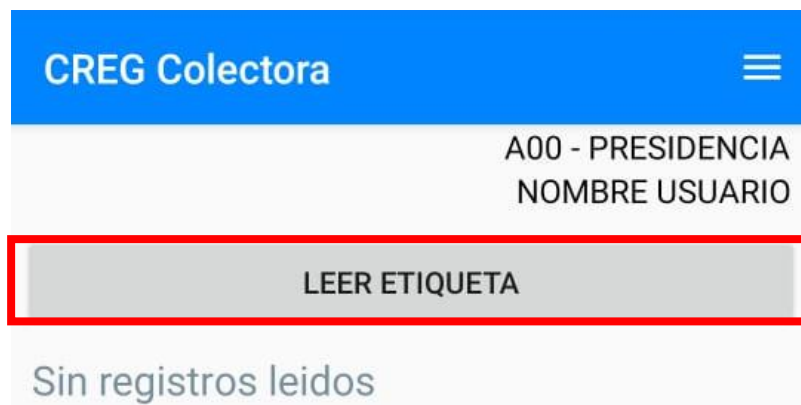 CREG Colectora
A00 - PRESIDENCIA
NOMBRE USUARIO
LEER ETIQUETA
Sin registros leidos